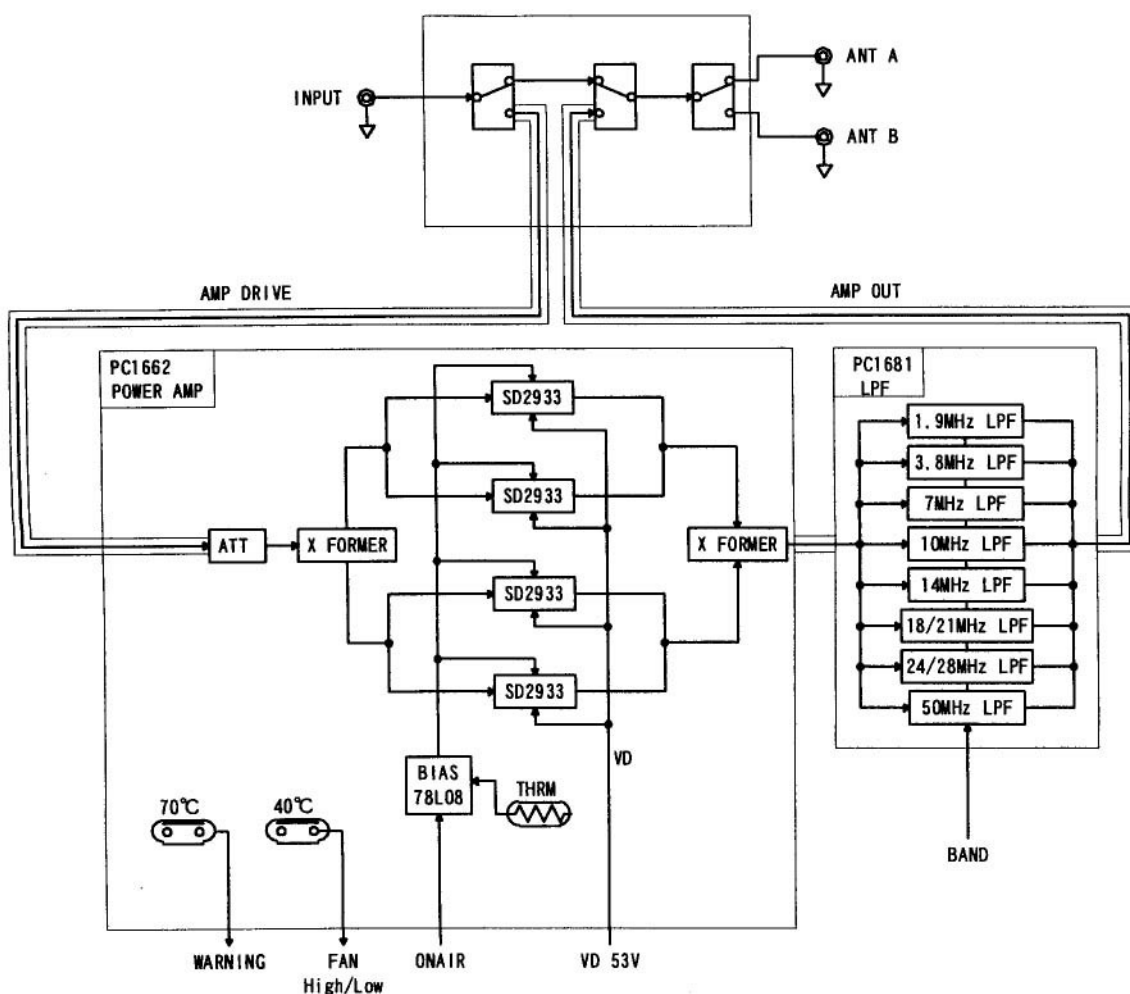 ANT A
INPUT
ANT B
AMP DRIVE
AMP OUT
PC1662
POWER AMP
PC1681
LPF
SD2933
SD2933
SD2933
SD2933
ATT
X FORMER
X FORMER
1.9MHz LPF
3.8MHz LPF
7MHz LPF
10MHz LPF
14MHz LPF
18/21MHz LPF
24/28MHz LPF
50MHz LPF
VD
BIAS
78L08
THRM
70℃
40℃
BAND
WARNING
FAN
High/Low
ONAIR
VD 53V